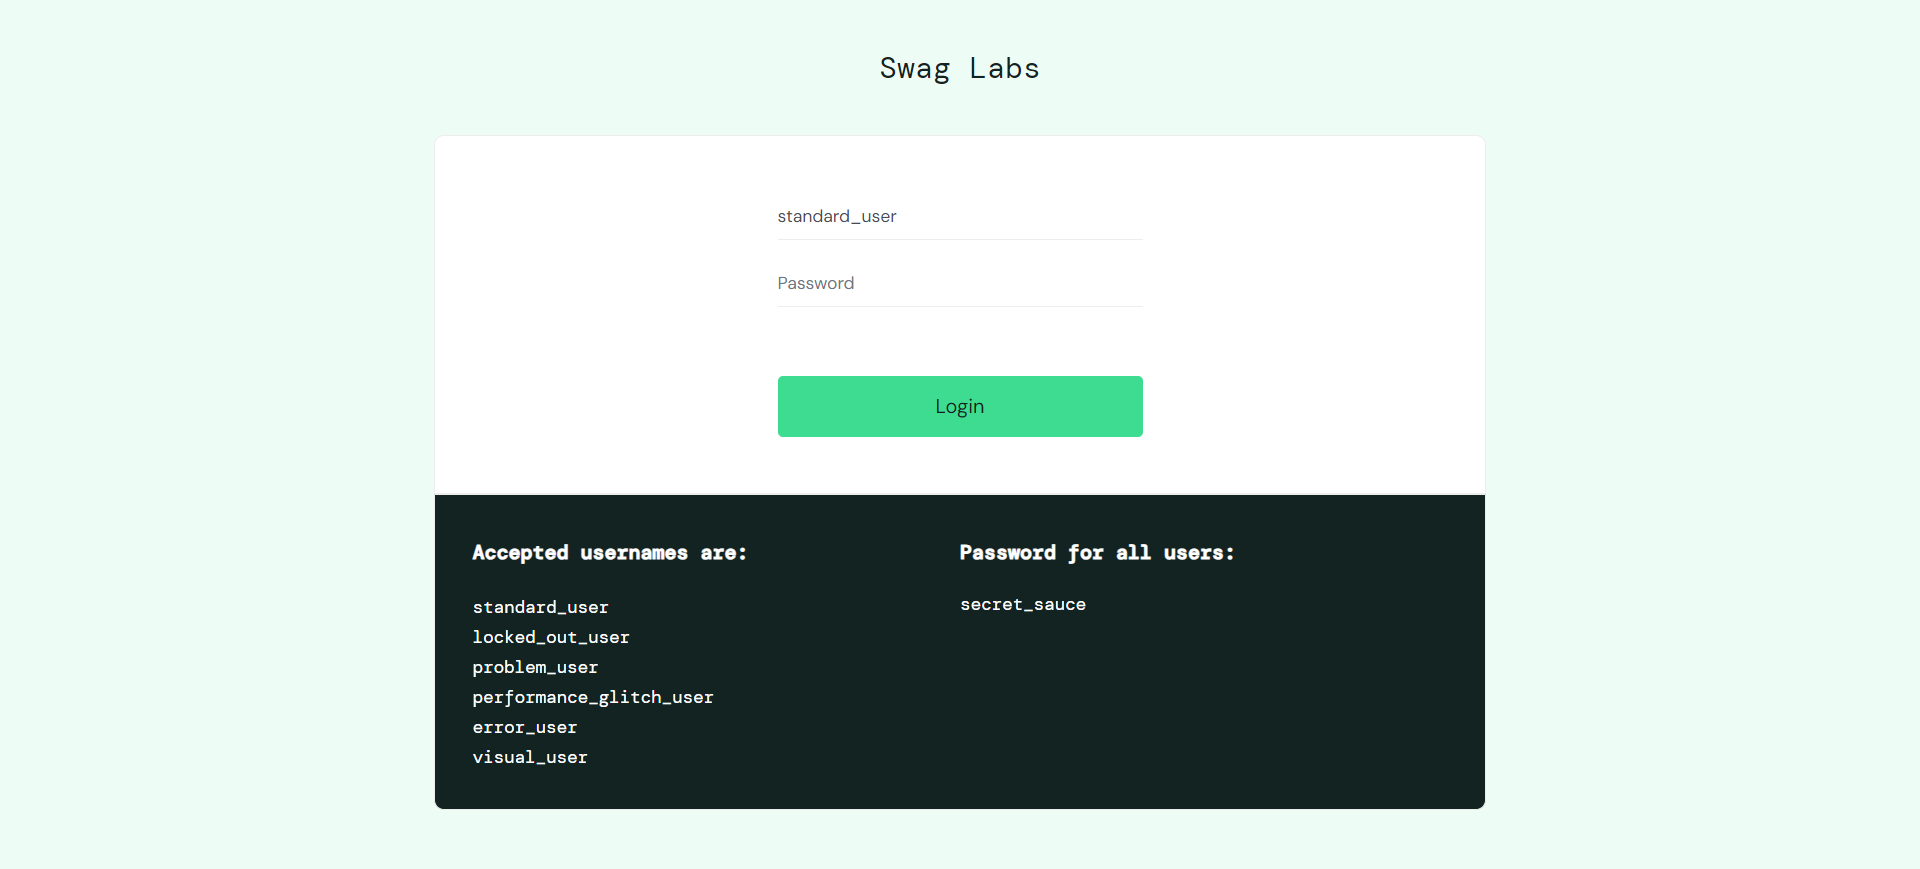 Swag Labs
standard_user
Password
Login
Accepted usernames are:
standard_user
locked_out_user
problem_user
performance_glitch_user
error_user
visual_user
Password for all users:
secret_sauce